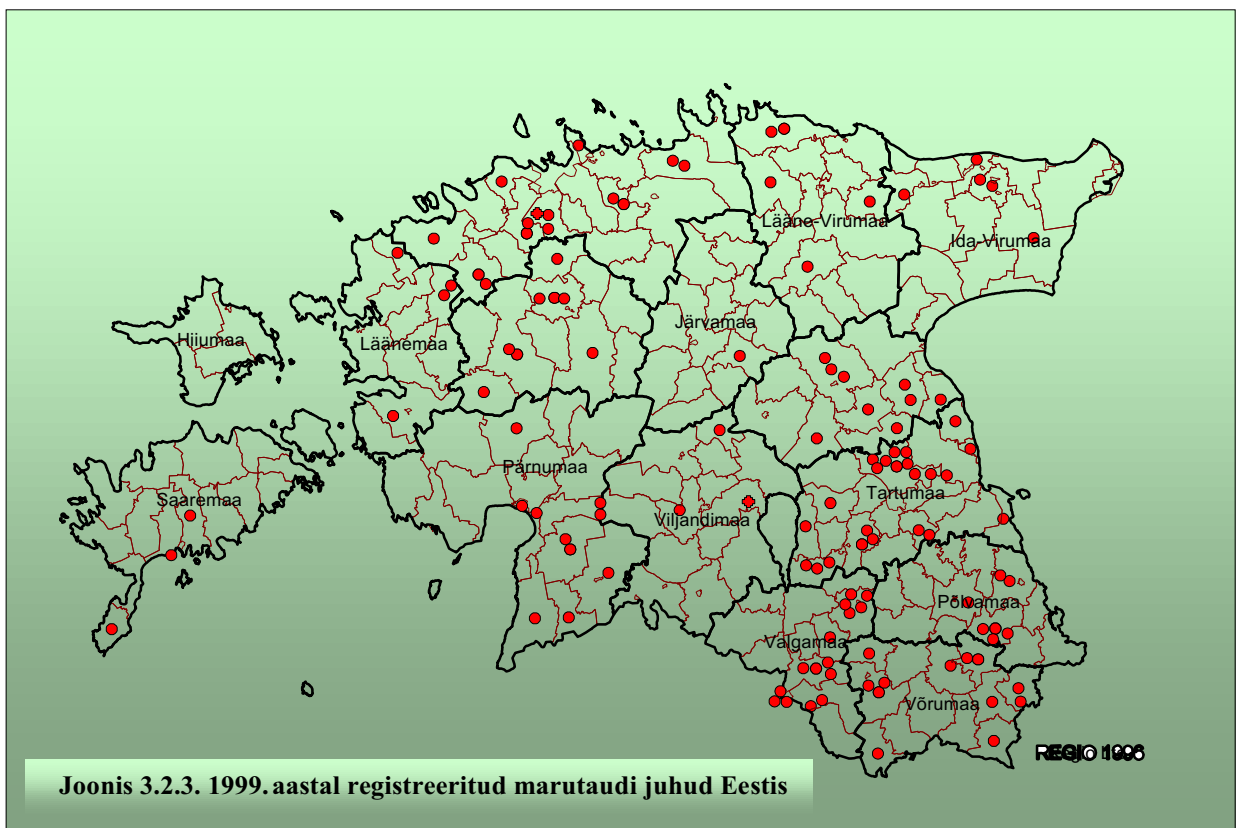 Lääne-Virumaa
Ida-Virumaa
Järvamaa
Hiiumaa
Läänemaa
Pärnumaa
Saaremaa
Viljandimaa
Tartumaa
Põlvamaa
Valgamaa
Võrumaa
REGIO
Joonis 3.2.3. 1999. aastal registreeritud marutaudi juhud Eestis